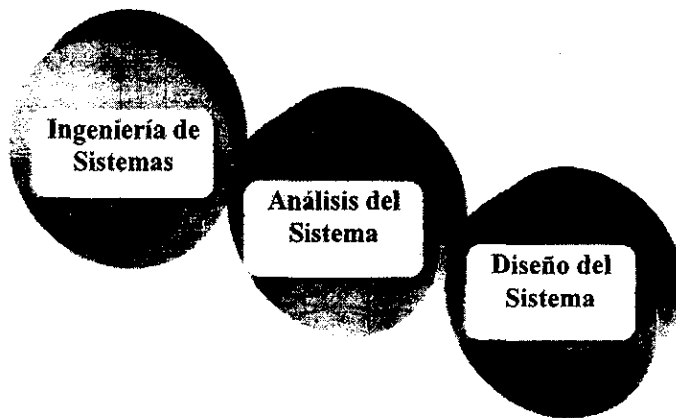 Ingeniería de
Sistemas
Análisis del
Sistema
Diseño del
Sistema